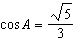 cos A = √5/3